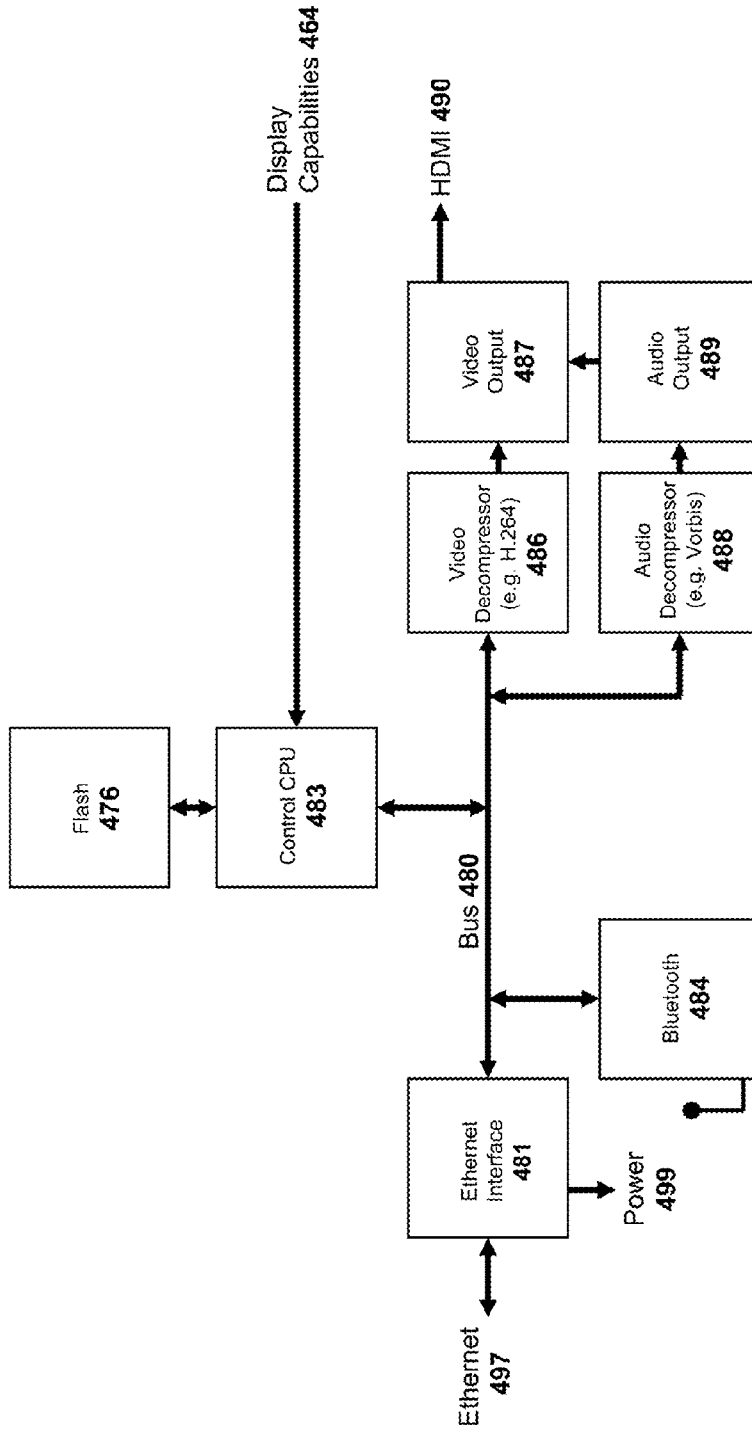 Flash
476
Control CPU
483
Display
Capabilities 464
Bus 480
Ethernet
497
Ethernet
Interface
481
Power
499
Bluetooth
484
Video
Decompressor
(e.g. H.264)
486
Video
Output
487
HDMI 490
Audio
Decompressor
(e.g. Vorbis)
488
Audio
Output
489